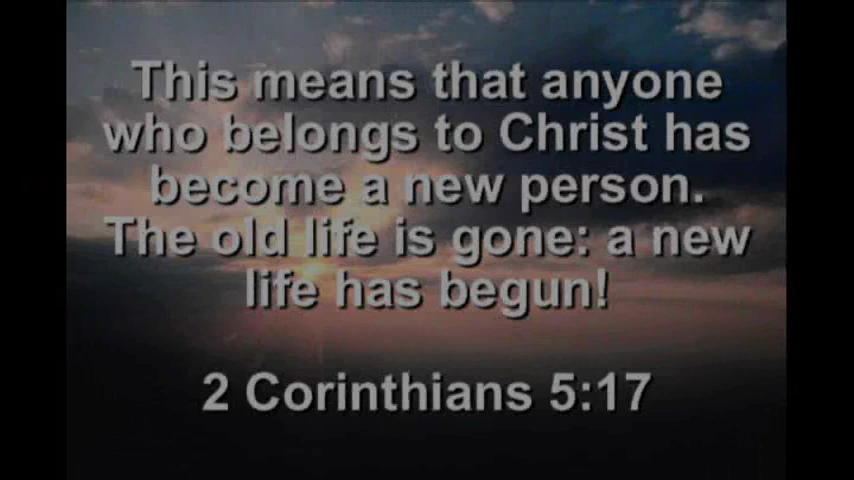 This means that anyone
who belongs to Christ has
become a new person.
The old life is gone: a new
life has begun!
2 Corinthians 5:17